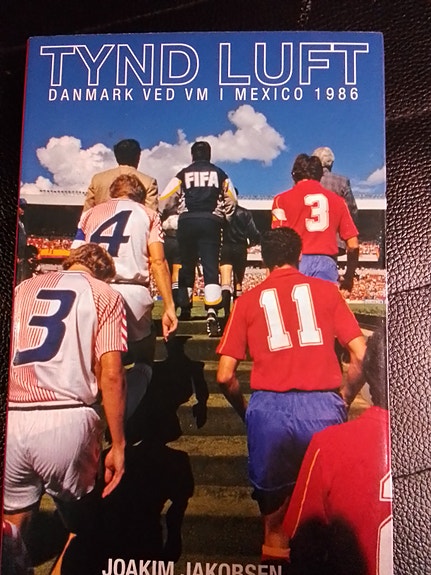 TYND LUFT
DANMARK VED VM I MEXICO 1986
FIFA
4
3
3
11
JOAKIM JAKOBSEN